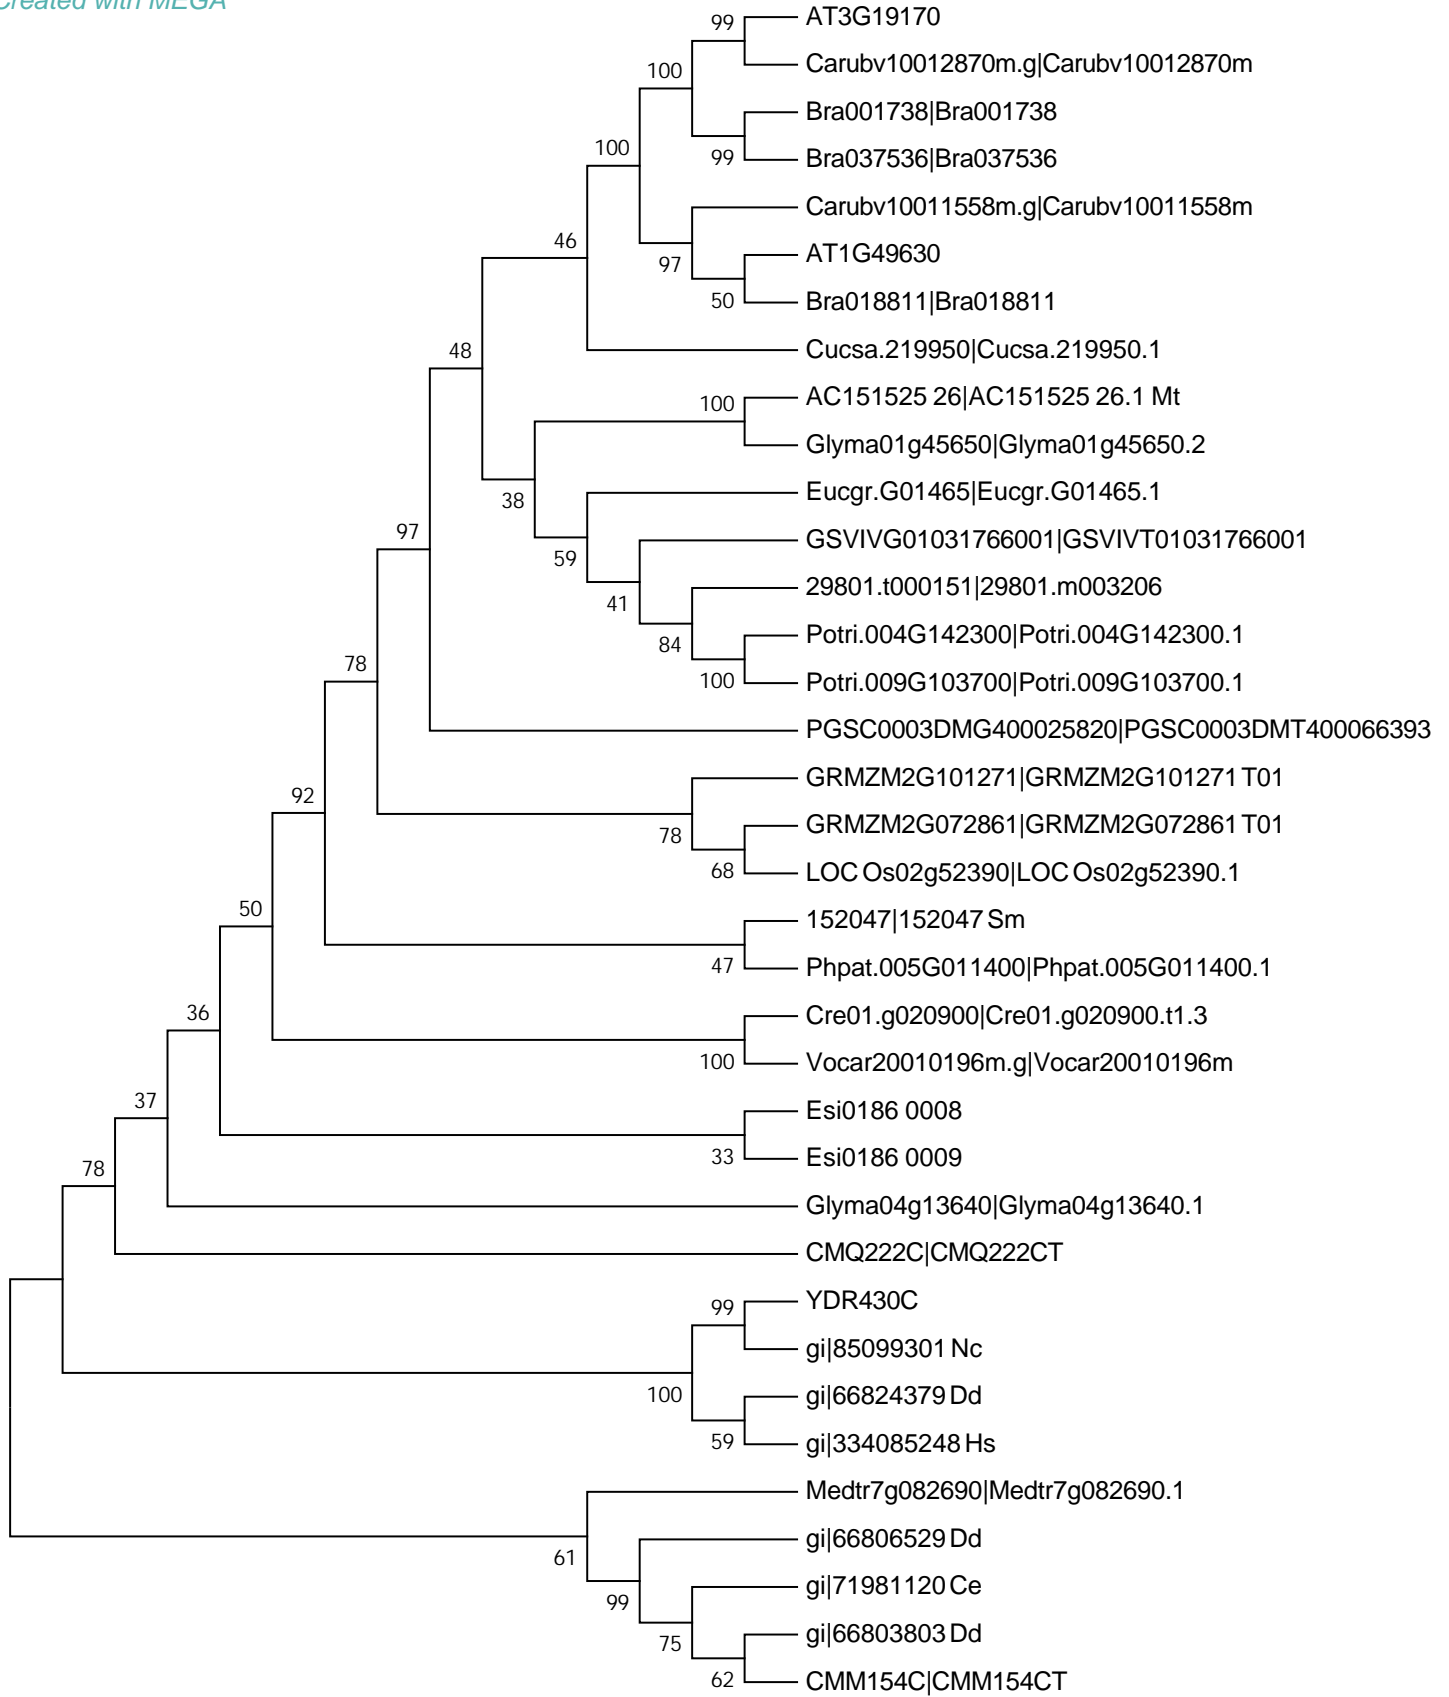 Created with MEGA
99
AT3G19170
Carubv10012870m.g|Carubv10012870m
100
Bra001738|Bra001738
99
Bra037536|Bra037536
100
Carubv10011558m.g|Carubv10011558m
46
97
AT1G49630
50
Bra018811|Bra018811
48
Cucsa.219950|Cucsa.219950.1
100
AC151525 26|AC151525 26.1 Mt
Glyma01g45650|Glyma01g45650.2
38
Eucgr.G01465|Eucgr.G01465.1
97
59
GSVIVG01031766001|GSVIVT01031766001
41
29801.t000151|29801.m003206
84
Potri.004G142300|Potri.004G142300.1
78
100
Potri.009G103700|Potri.009G103700.1
PGSC0003DMG400025820|PGSC0003DMT400066393
92
GRMZM2G101271|GRMZM2G101271 T01
78
GRMZM2G072861|GRMZM2G072861 T01
68
LOC Os02g52390|LOC Os02g52390.1
50
152047|152047 Sm
47
Phpat.005G011400|Phpat.005G011400.1
36
Cre01.g020900|Cre01.g020900.t1.3
100
Vocar20010196m.g|Vocar20010196m
37
Esi0186 0008
33
Esi0186 0009
78
Glyma04g13640|Glyma04g13640.1
CMQ222C|CMQ222CT
99
YDR430C
gi|85099301 Nc
100
gi|66824379 Dd
59
gi|334085248 Hs
Medtr7g082690|Medtr7g082690.1
61
gi|66806529 Dd
99
gi|71981120 Ce
75
gi|66803803 Dd
62
CMM154C|CMM154CT